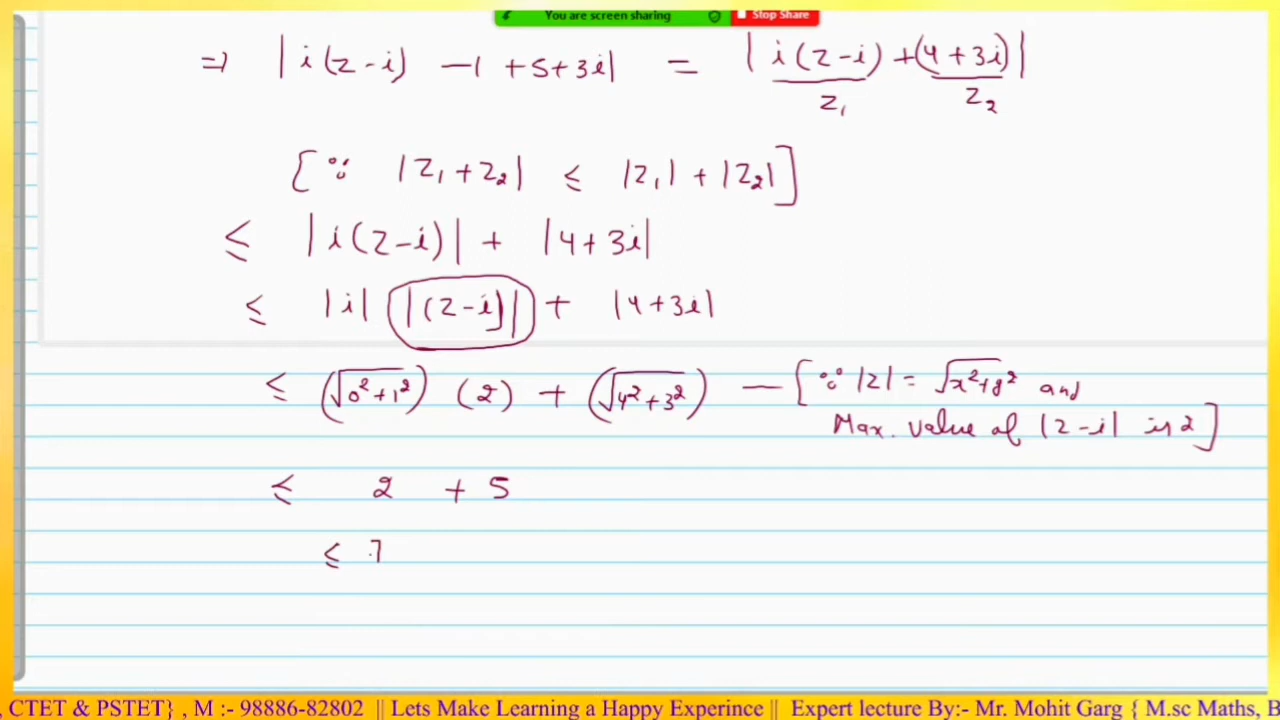 You are screen sharing Stop Share
⇒ |i(z-i) -1 +5+3i| = |i(z-i) +(4+3i)|
z₁ z₂
[∵ |z₁+z₂| ≤ |z₁| + |z₂|]
≤ |i(z-i)| + |4+3i|
≤ |i| |(z-i)| + |4+3i|
≤ (√0²+1²) (2) + (√4²+3²) — [∵ |z| = √x²+y² and
Max. value of |z-i| is 2]
≤ 2 + 5
≤ 7
, CTET & PSTET} , M :- 98886-82802 || Lets Make Learning a Happy Experince || Expert lecture By:- Mr. Mohit Garg { M.sc Maths, B